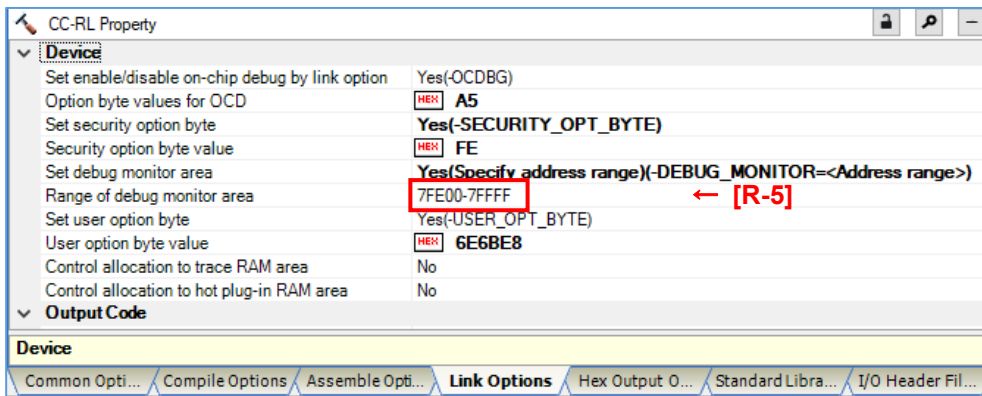 CC-RL Property
Device
Set enable/disable on-chip debug by link option Yes(-OCDBG)
Option byte values for OCD HEX A5
Set security option byte Yes(-SECURITY_OPT_BYTE)
Security option byte value HEX FE
Set debug monitor area Yes(Specify address range)(-DEBUG_MONITOR=<Address range>)
Range of debug monitor area 7FE00-7FFFF ← [R-5]
Set user option byte Yes(-USER_OPT_BYTE)
User option byte value HEX 6E6BE8
Control allocation to trace RAM area No
Control allocation to hot plug-in RAM area No
Output Code
Device
Common Opti... Compile Options Assemble Opti... Link Options Hex Output O... Standard Libra... I/O Header Fil...